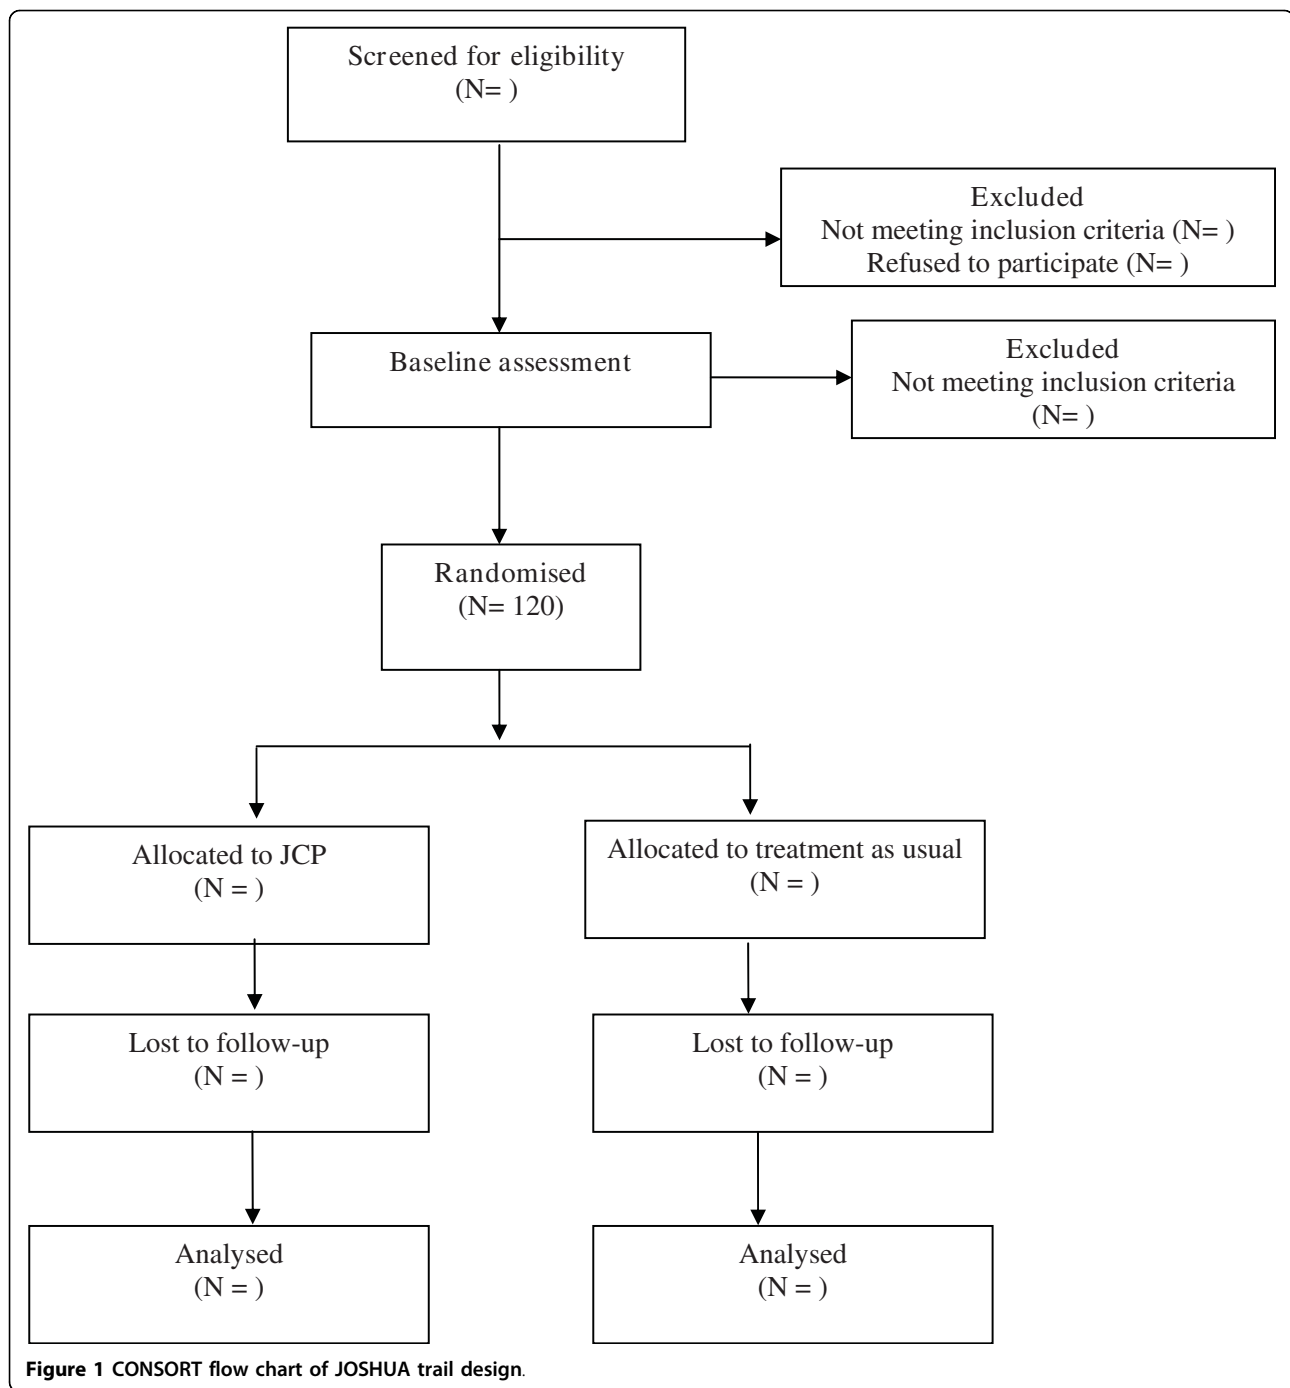 Screened for eligibility
(N= )
Excluded
Not meeting inclusion criteria (N= )
Refused to participate (N= )
Baseline assessment
Excluded
Not meeting inclusion criteria
(N= )
Randomised
(N= 120)
Allocated to JCP
(N = )
Allocated to treatment as usual
(N = )
Lost to follow-up
(N = )
Lost to follow-up
(N = )
Analysed
(N = )
Analysed
(N = )
Figure 1 CONSORT flow chart of JOSHUA trail design.